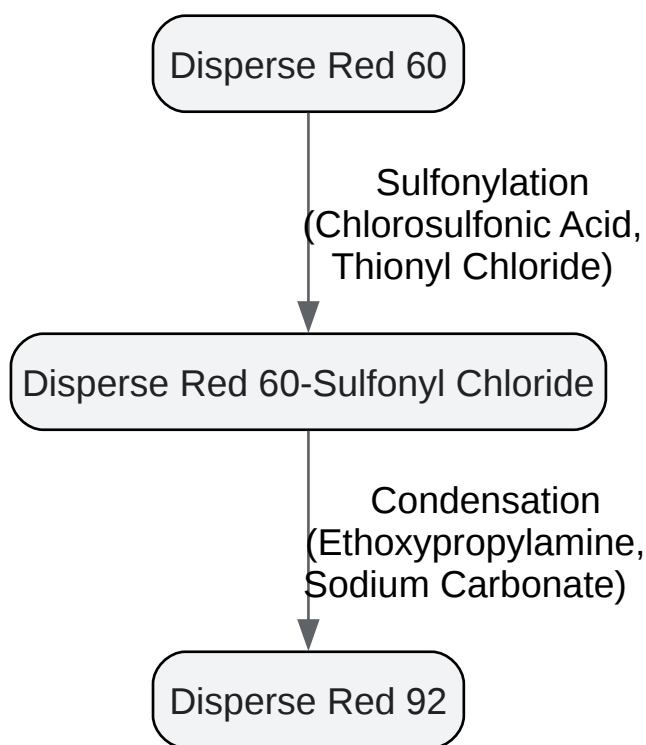 Disperse Red 60
Sulfonylation
(Chlorosulfonic Acid,
Thionyl Chloride)
Disperse Red 60-Sulfonyl Chloride
Condensation
(Ethoxypropylamine,
Sodium Carbonate)
Disperse Red 92